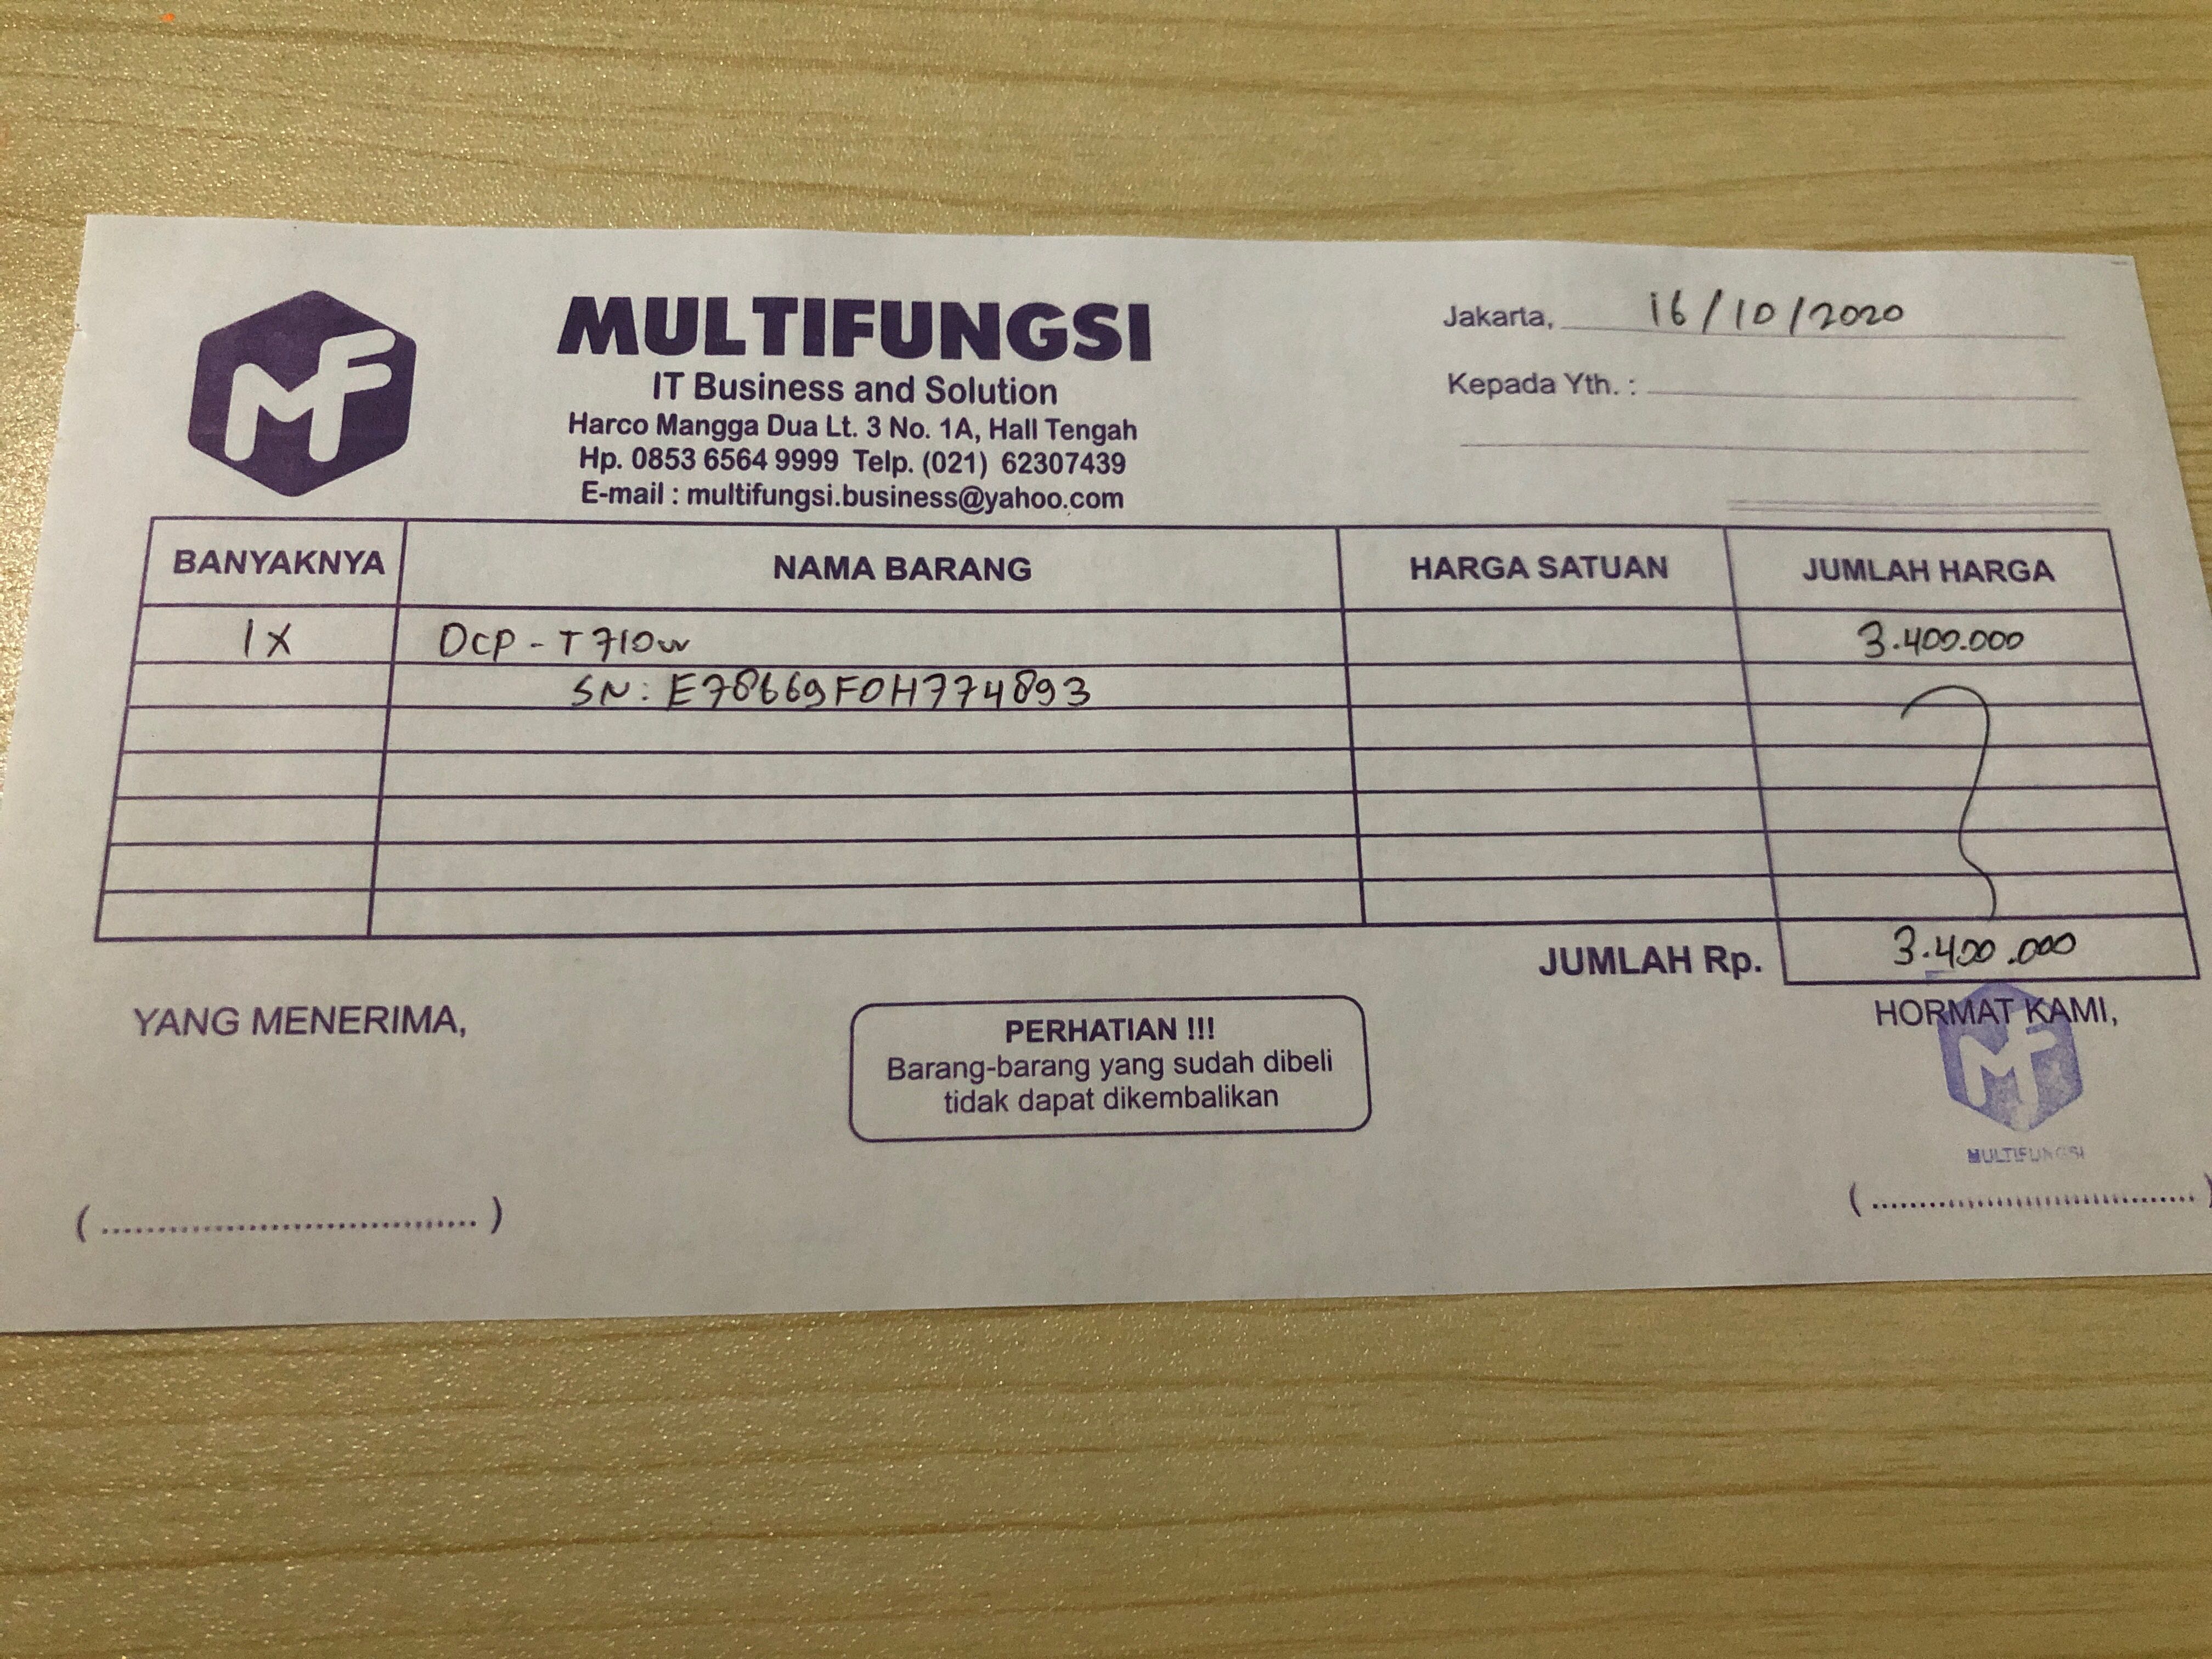 MF
MULTIFUNGSI
IT Business and Solution
Harco Mangga Dua Lt. 3 No. 1A, Hall Tengah
Hp. 0853 6564 9999 Telp. (021) 62307439
E-mail : multifungsi.business@yahoo.com
Jakarta, 16/10/2020
Kepada Yth. :
BANYAKNYA NAMA BARANG HARGA SATUAN JUMLAH HARGA
1X DCP - T710w 3.400.000
SN: E78669F0H774893
JUMLAH Rp. 3.400.000
YANG MENERIMA,
PERHATIAN !!!
Barang-barang yang sudah dibeli
tidak dapat dikembalikan
HORMAT KAMI,
MF
MULTIFUNGSI
(....................................) (....................................)